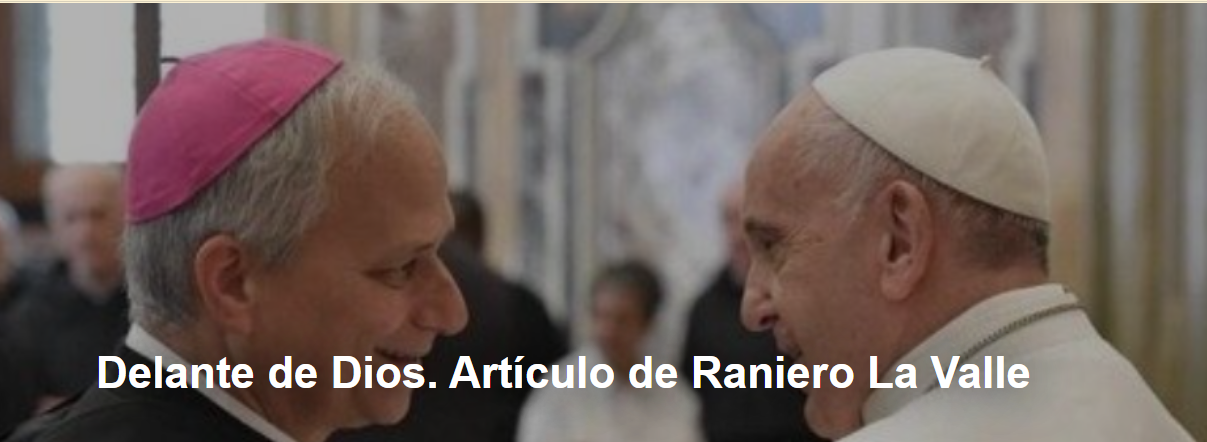 Delante de Dios. Artículo de Raniero La Valle